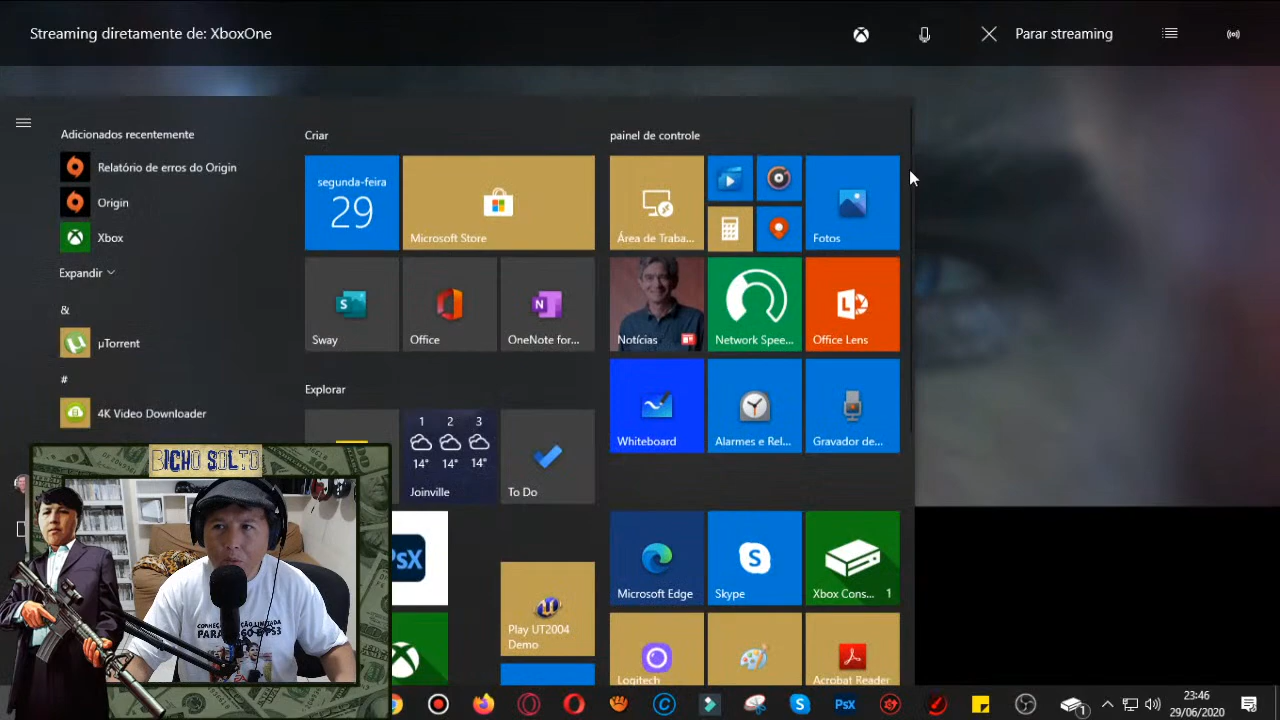 Streaming diretamente de: XboxOne
Parar streaming
Adicionados recentemente
Relatório de erros do Origin
Origin
Xbox
Expandir
&
µTorrent
#
4K Video Downloader
Criar
segunda-feira
29
Microsoft Store
Sway
Office
OneNote for...
Explorar
1 2 3
14° 14° 14°
Joinville
To Do
PsX
Play UT2004
Demo
painel de controle
Área de Traba...
Fotos
Notícias
Network Spee...
Office Lens
Whiteboard
Alarmes e Rel...
Gravador de...
Microsoft Edge
Skype
Xbox Cons... 1
Logitech
Acrobat Reader
BICHO SOLTO
PsX
1
23:46
29/06/2020